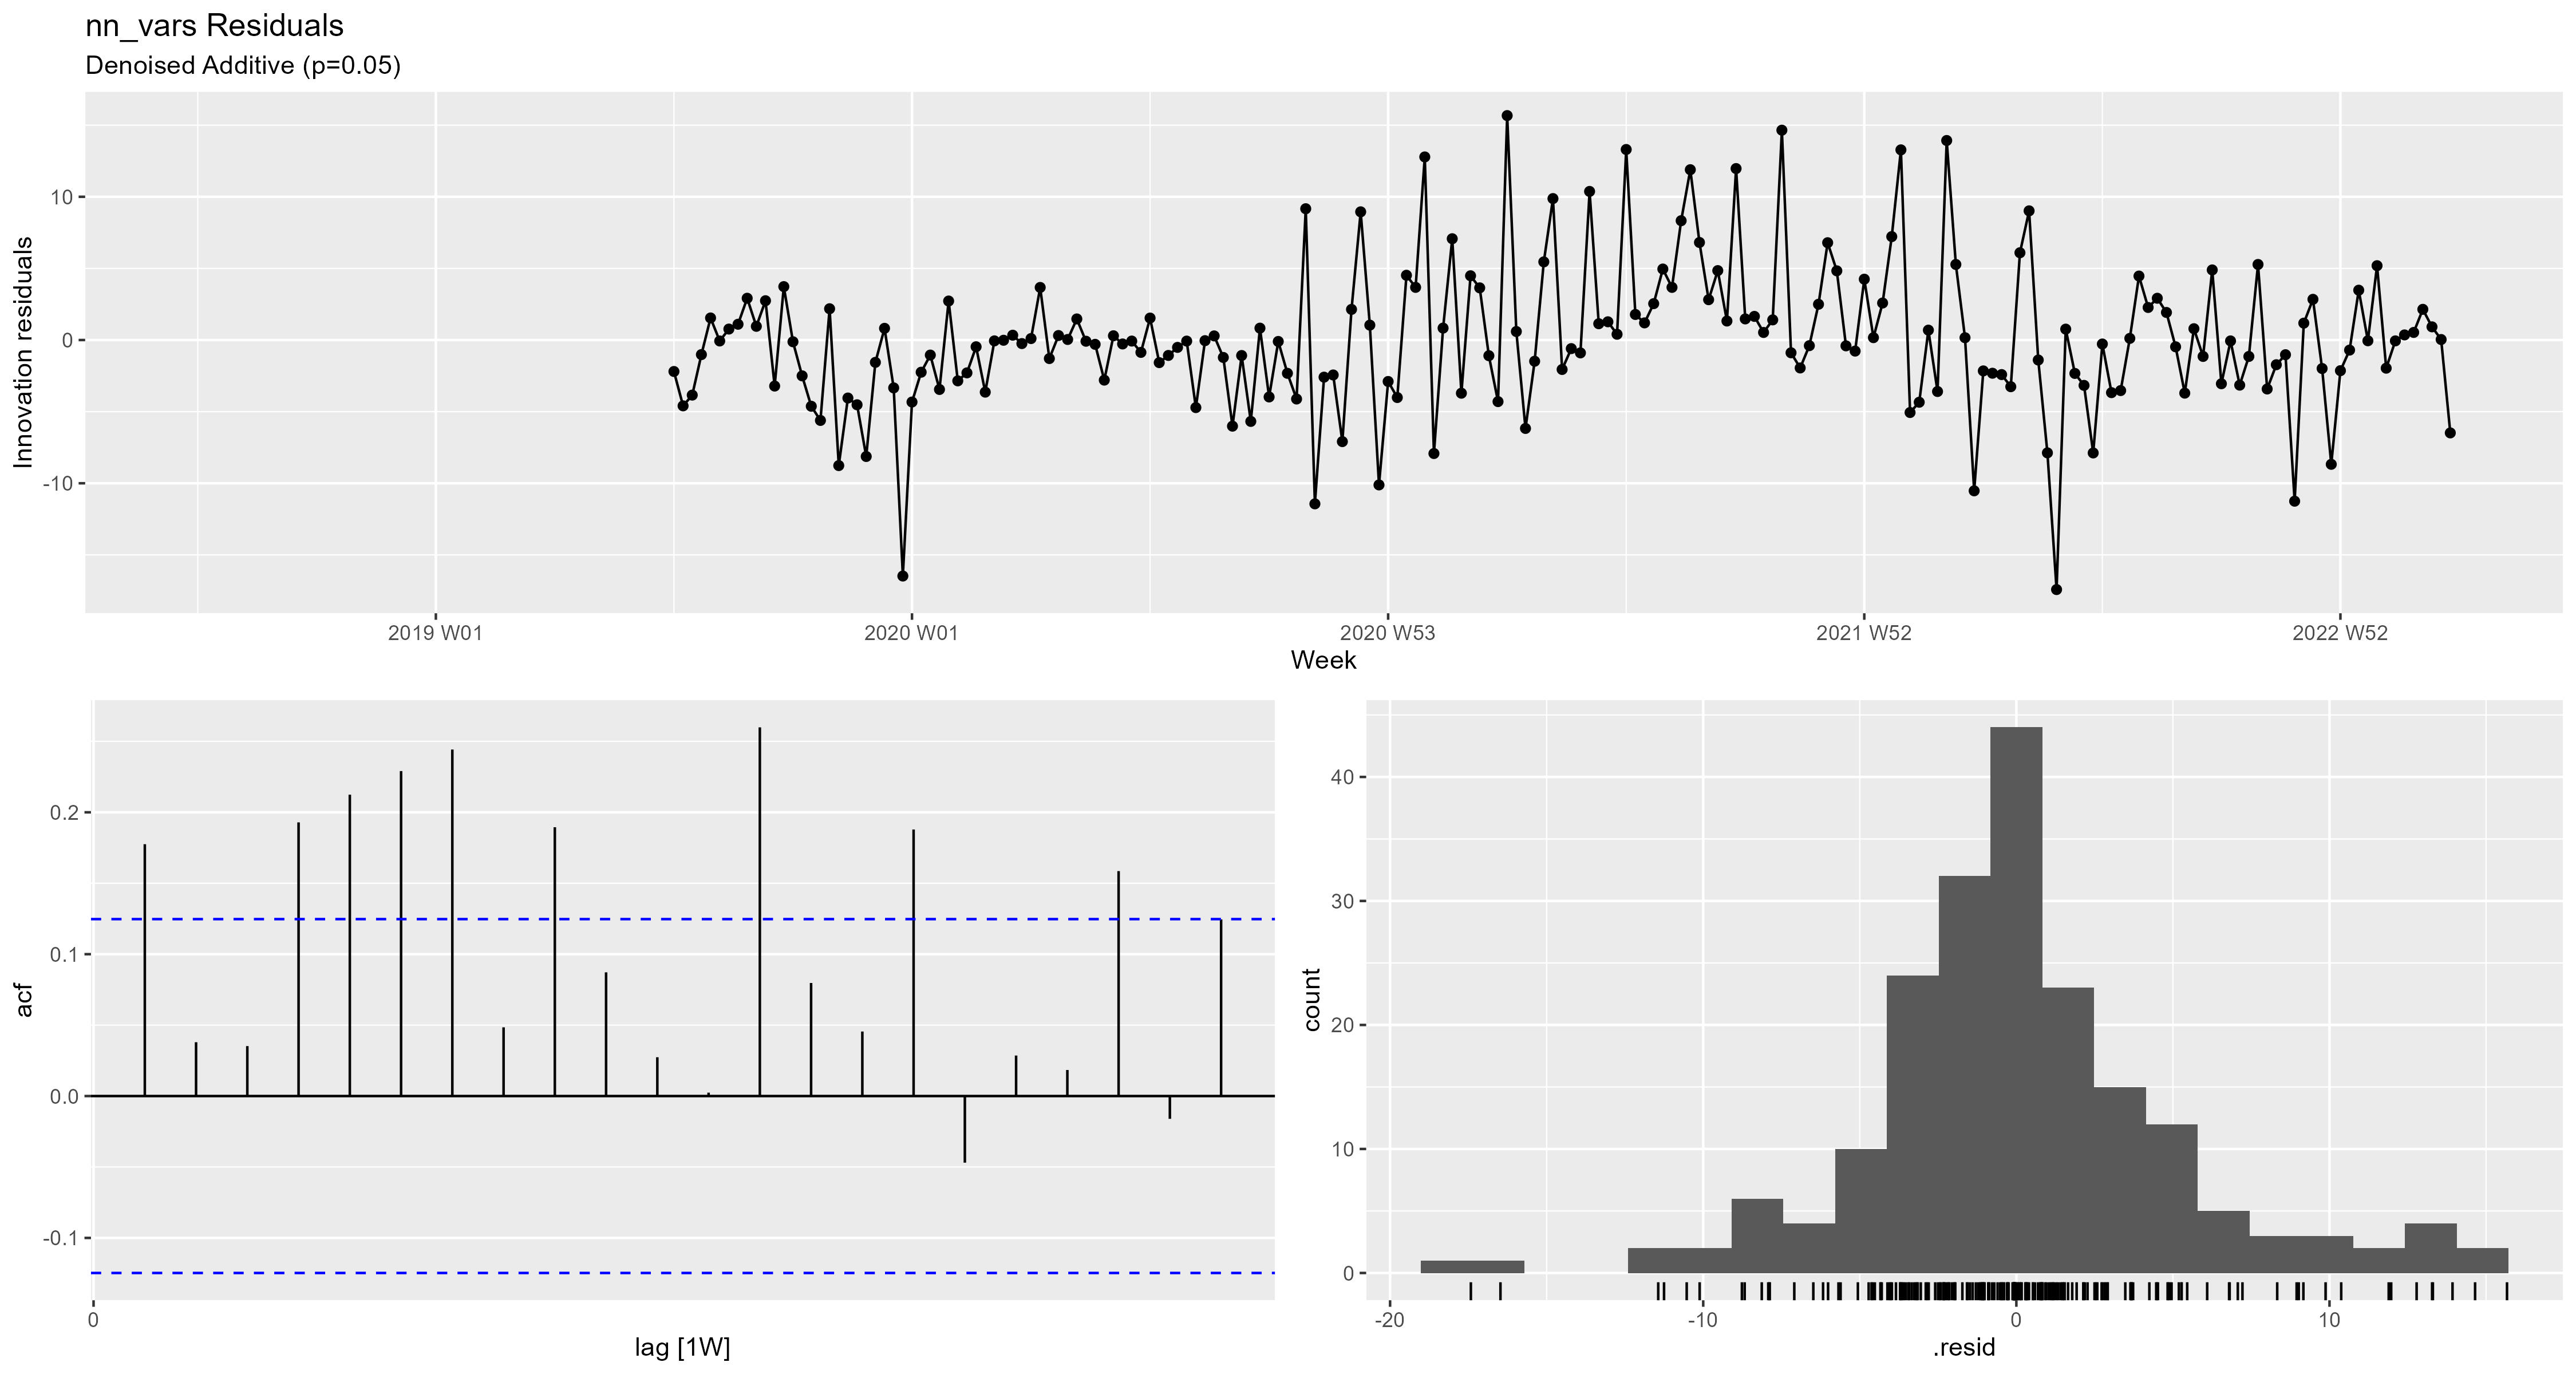 nn_vars Residuals
Denoised Additive (p=0.05)
Innovation residuals
10
0
-10
2019 W01
2020 W01
2020 W53
2021 W52
2022 W52
Week
acf
0.2
0.1
0.0
-0.1
0
lag [1W]
count
40
30
20
10
0
-20
-10
0
10
.resid